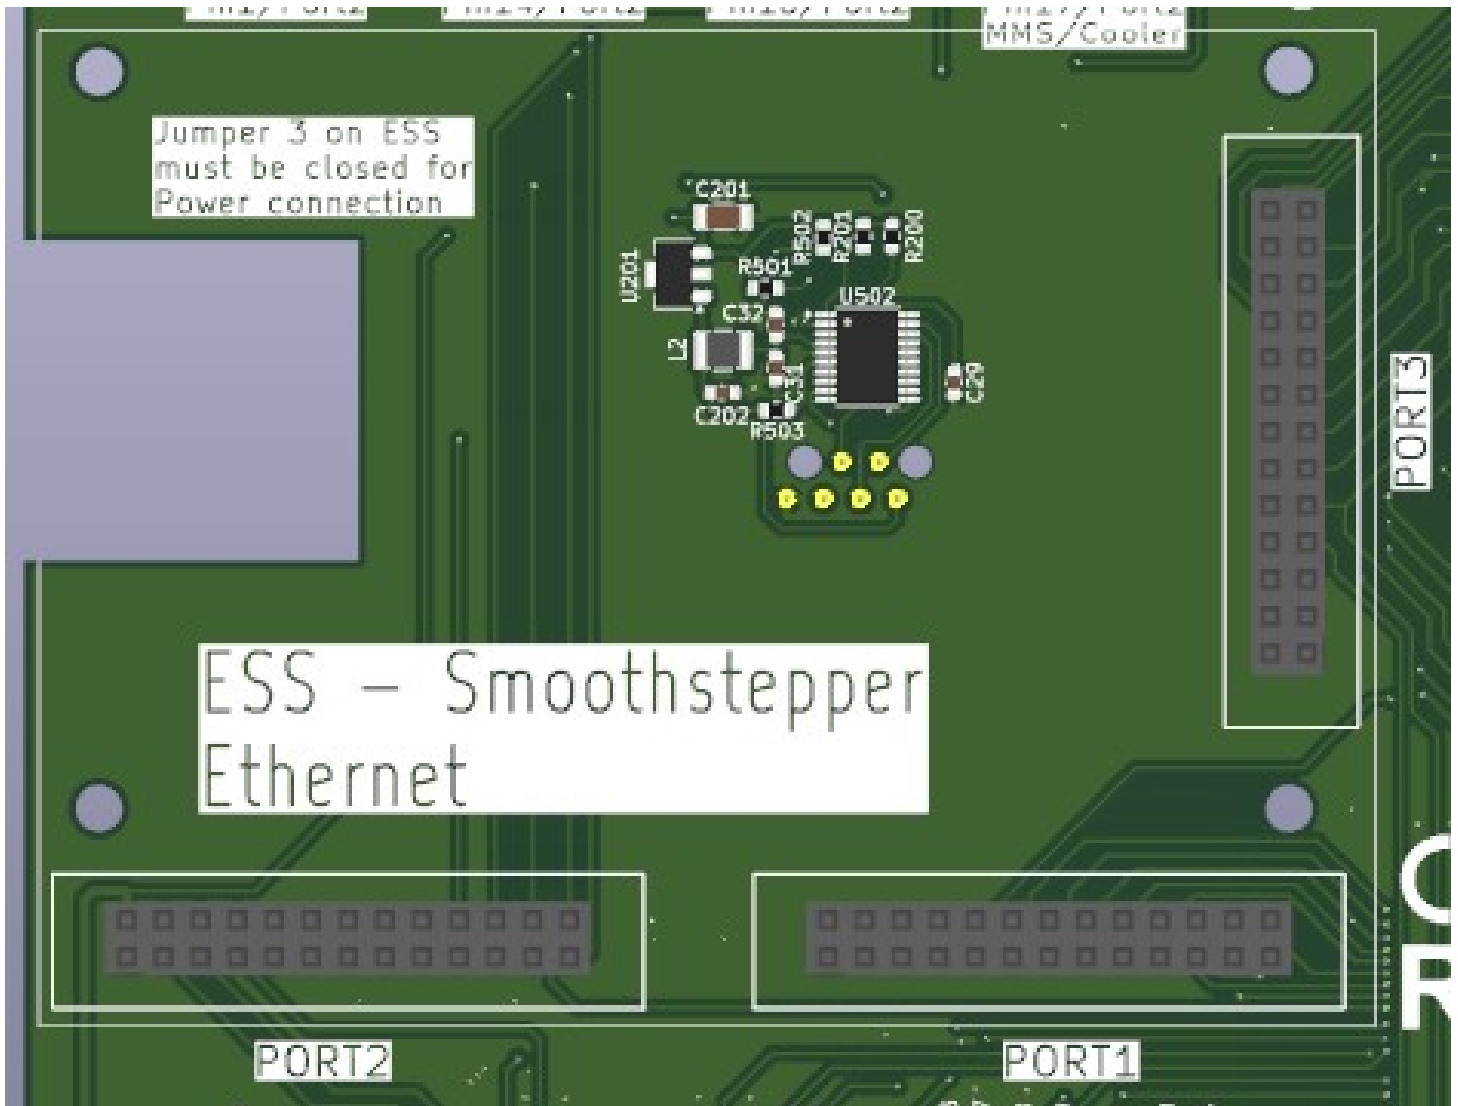 MMS/Cooler
Jumper 3 on ESS
must be closed for
Power connection
C201
R502
R201
R200
U201
R501
U502
C32
L2
C31
C29
C202
R503
PORT3
ESS - Smoothstepper
Ethernet
PORT2
PORT1